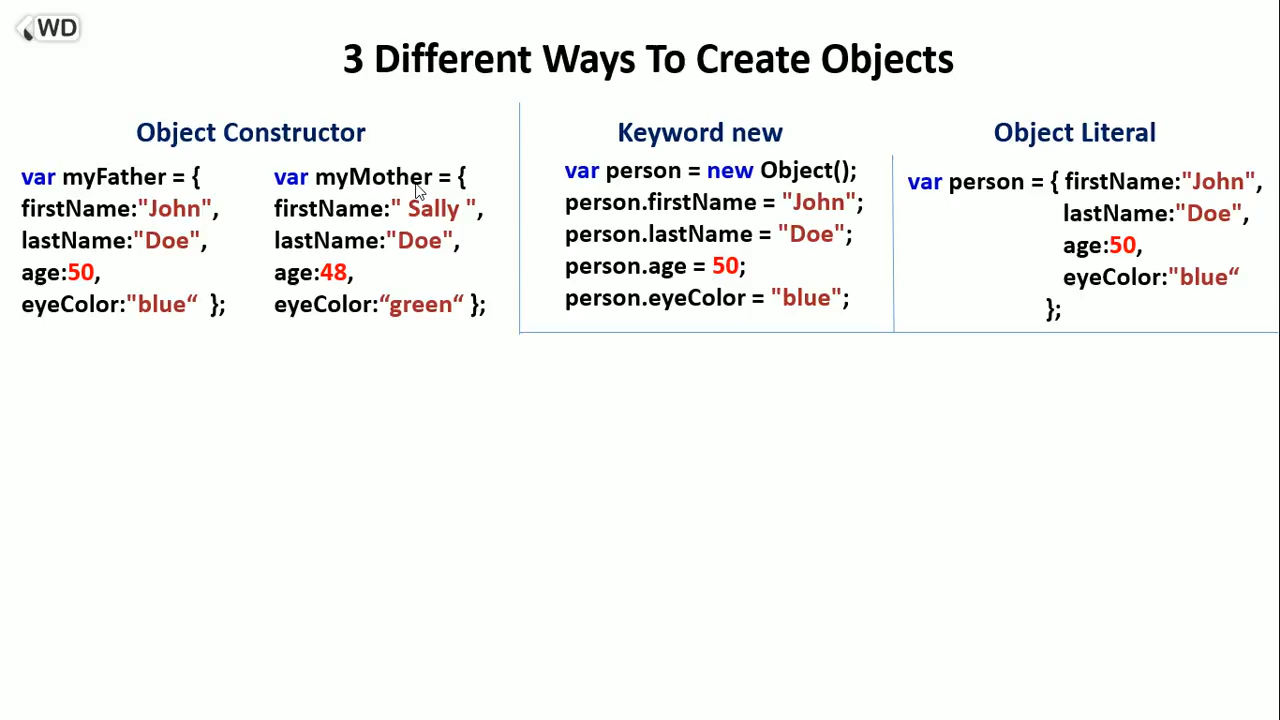 WD
3 Different Ways To Create Objects
Object Constructor
var myFather = {
firstName:"John",
lastName:"Doe",
age:50,
eyeColor:"blue“ };
var myMother = {
firstName:" Sally ",
lastName:"Doe",
age:48,
eyeColor:“green“ };
Keyword new
var person = new Object();
person.firstName = "John";
person.lastName = "Doe";
person.age = 50;
person.eyeColor = "blue";
Object Literal
var person = { firstName:"John",
lastName:"Doe",
age:50,
eyeColor:"blue“
};